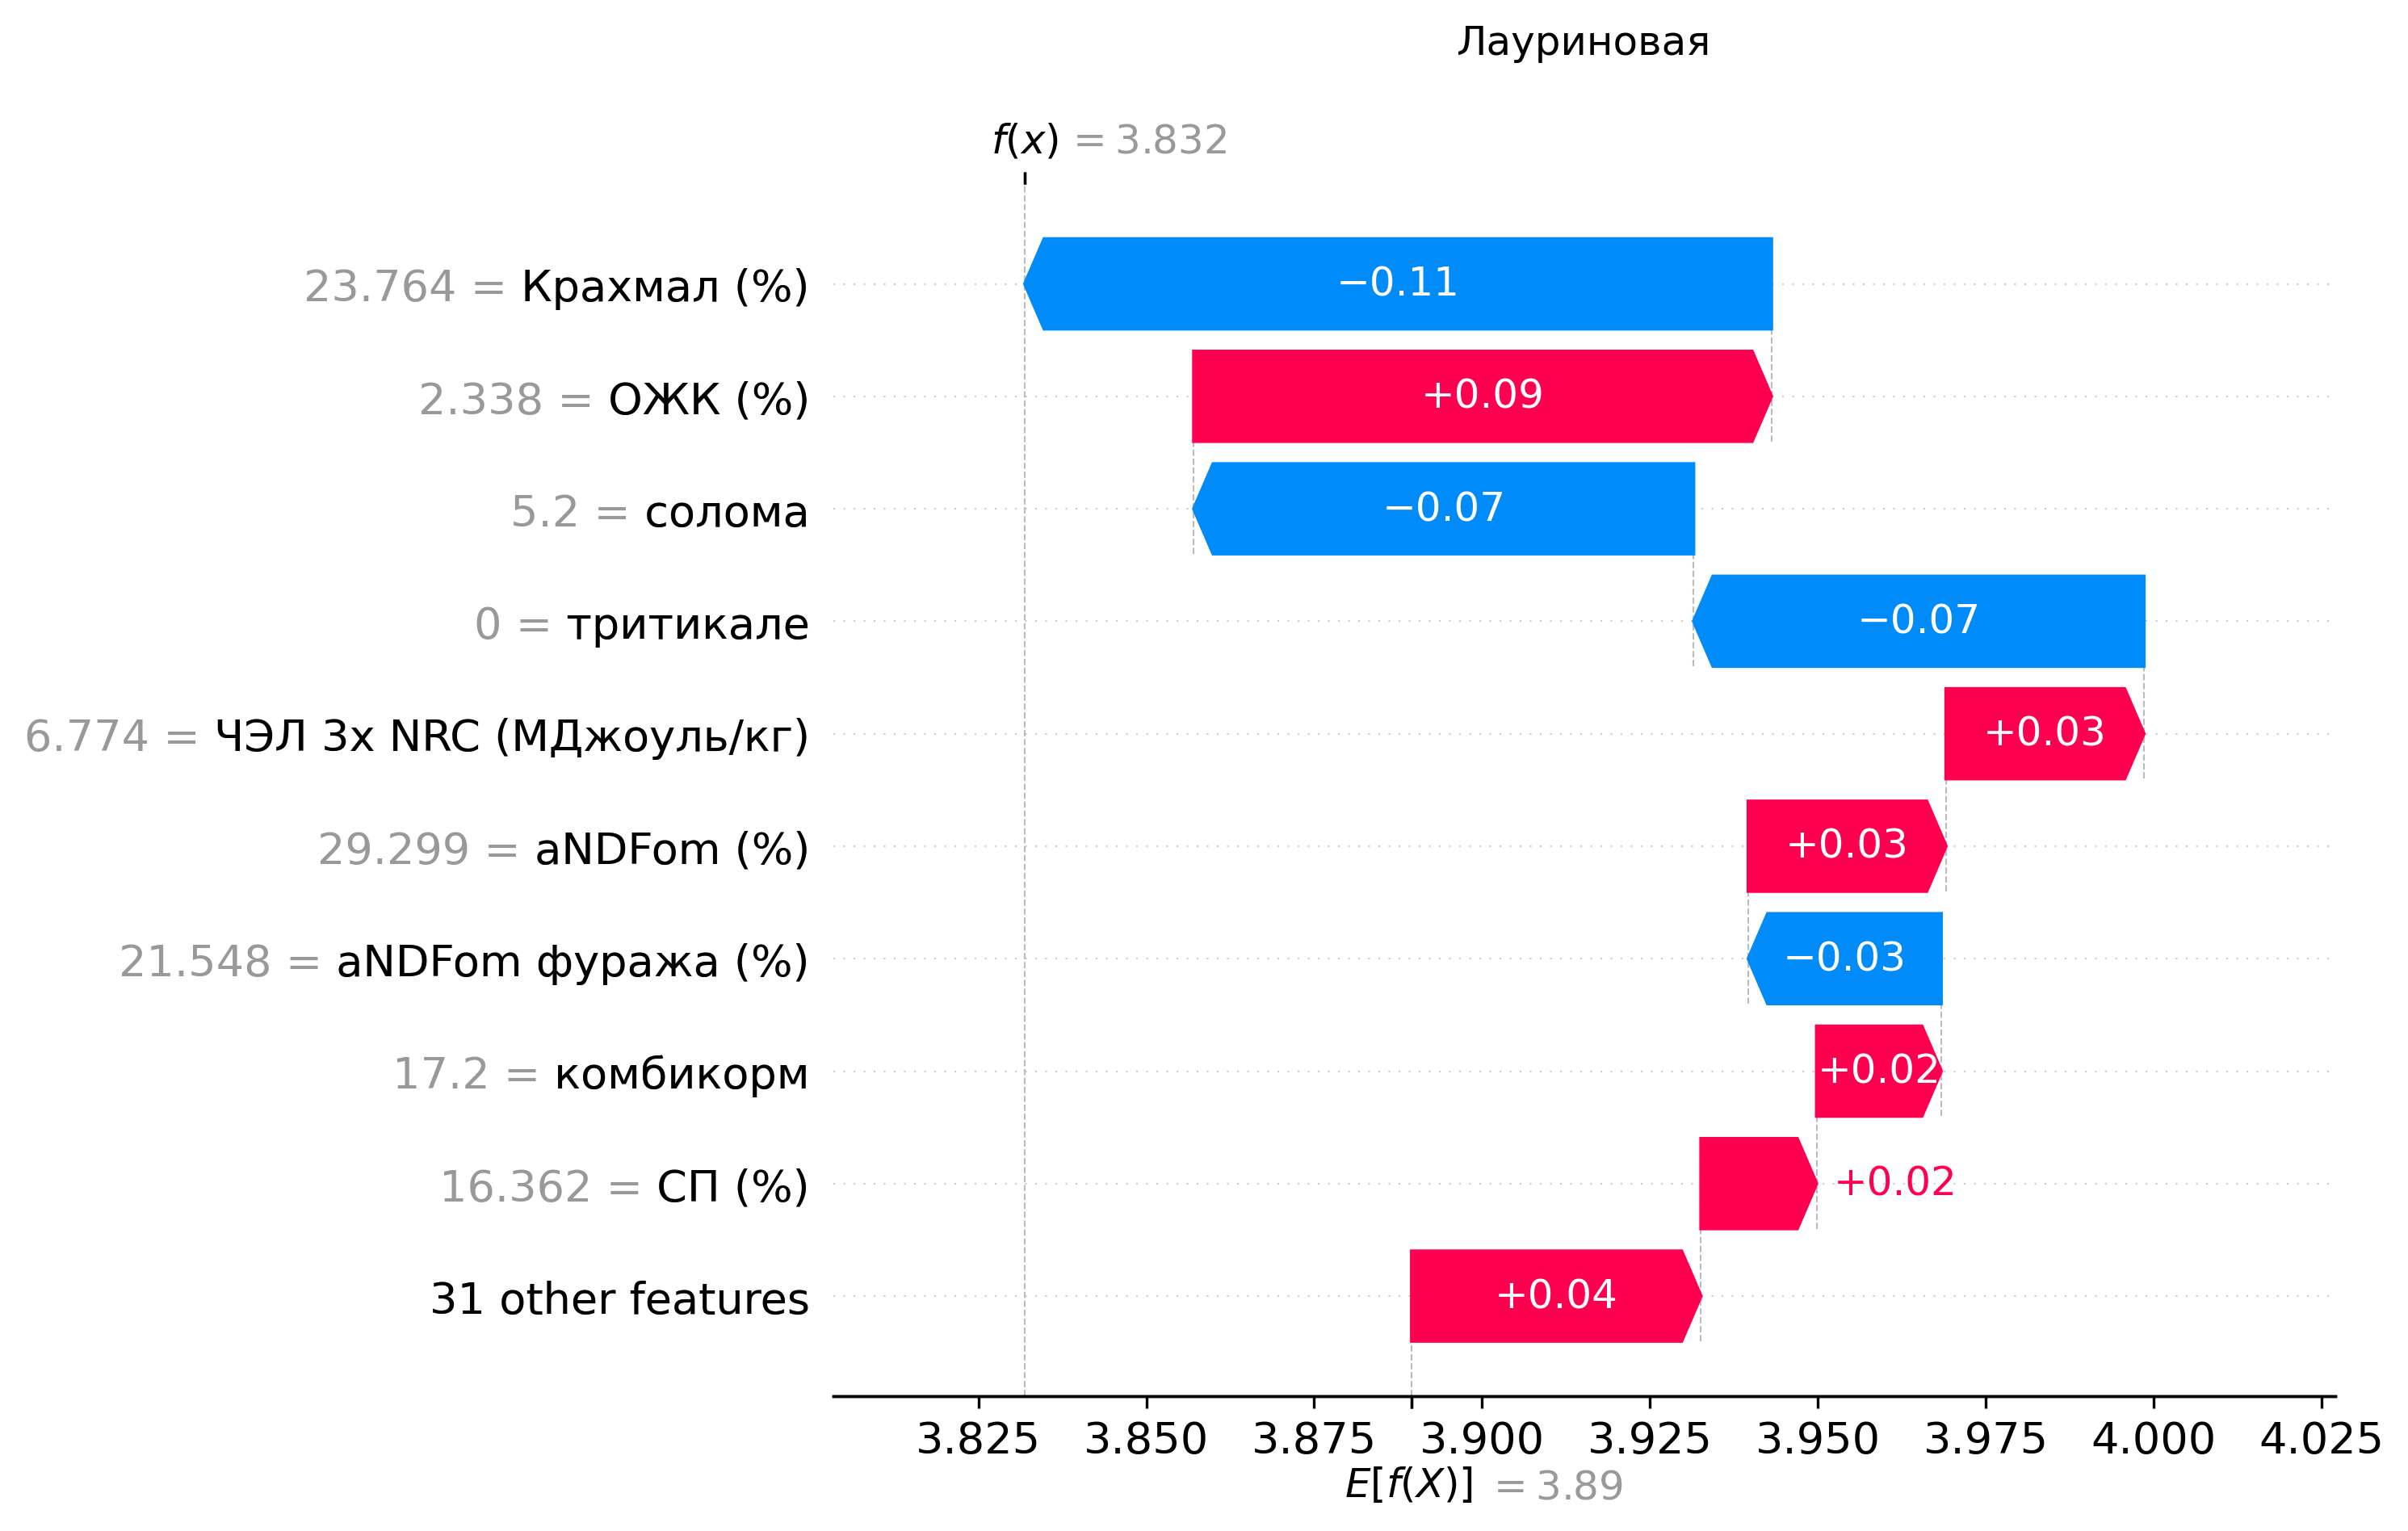 Лауриновая
f(x) = 3.832
23.764 = Крахмал (%)
−0.11
2.338 = ОЖК (%)
+0.09
5.2 = солома
−0.07
0 = тритикале
−0.07
6.774 = ЧЭЛ 3х NRC (МДжоуль/кг)
+0.03
29.299 = aNDFom (%)
+0.03
21.548 = aNDFom фуража (%)
−0.03
17.2 = комбикорм
+0.02
16.362 = СП (%)
+0.02
31 other features
+0.04
3.825 3.850 3.875 3.900 3.925 3.950 3.975 4.000 4.025
E[f(X)] = 3.89